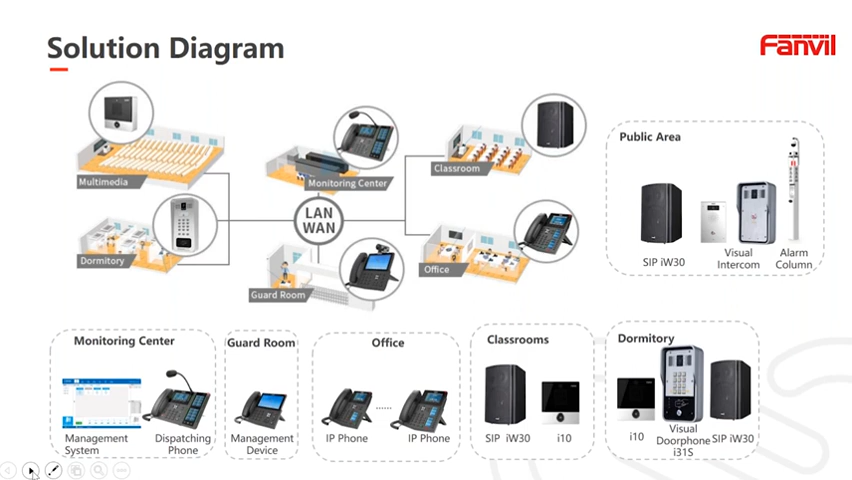 Solution Diagram
Fanvil
Multimedia
Monitoring Center
Classroom
LAN
WAN
Dormitory
Office
Guard Room
Public Area
SIP iW30
Visual
Intercom
Alarm
Column
Monitoring Center
Management
System
Dispatching
Phone
Guard Room
Management
Device
Office
IP Phone
......
IP Phone
Classrooms
SIP iW30
i10
Dormitory
i10
Visual
Doorphone
i31S
SIP iW30